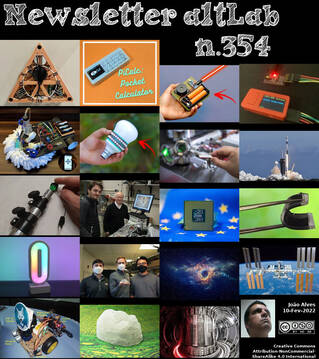 Newsletter altLab
n.354
PiCalc:
Pocket
Calculator
João Alves
10-Fev-2022
Creative Commons
Attribution-NonCommercial-
ShareAlike 4.0 International